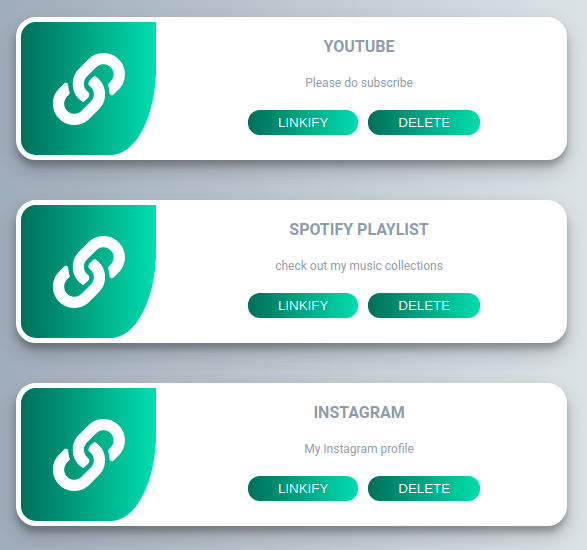 YOUTUBE
Please do subscribe
LINKIFY DELETE
SPOTIFY PLAYLIST
check out my music collections
LINKIFY DELETE
INSTAGRAM
My Instagram profile
LINKIFY DELETE